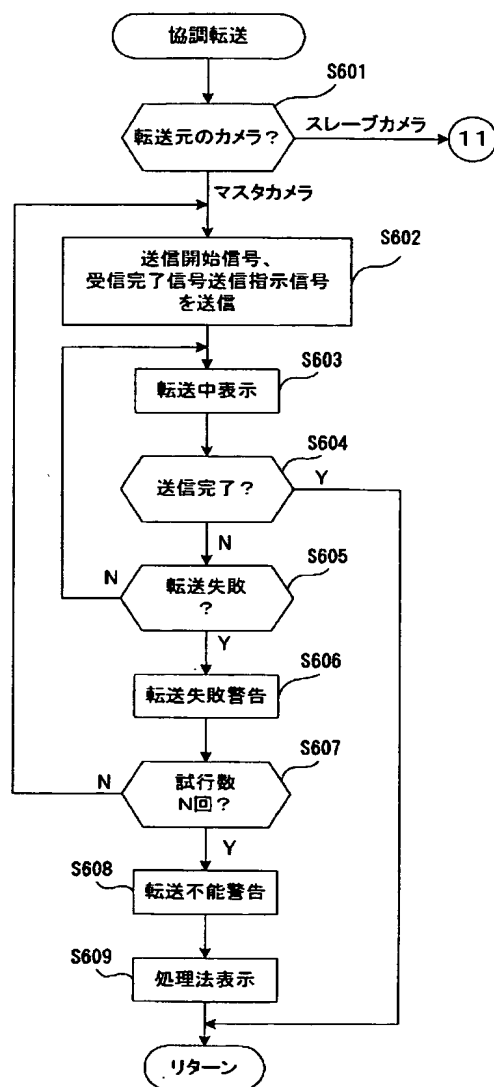 協調転送
S601
転送元のカメラ?
スレーブカメラ
11
マスタカメラ
S602
送信開始信号、
受信完了信号送信指示信号
を送信
S603
転送中表示
S604
送信完了?
Y
N
S605
転送失敗
?
N
Y
S606
転送失敗警告
S607
試行数
N回?
N
Y
S608
転送不能警告
S609
処理法表示
リターン